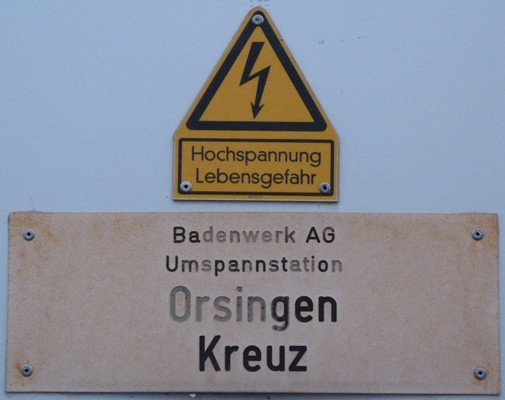 Hochspannung
Lebensgefahr
Badenwerk AG
Umspannstation
Orsingen
Kreuz